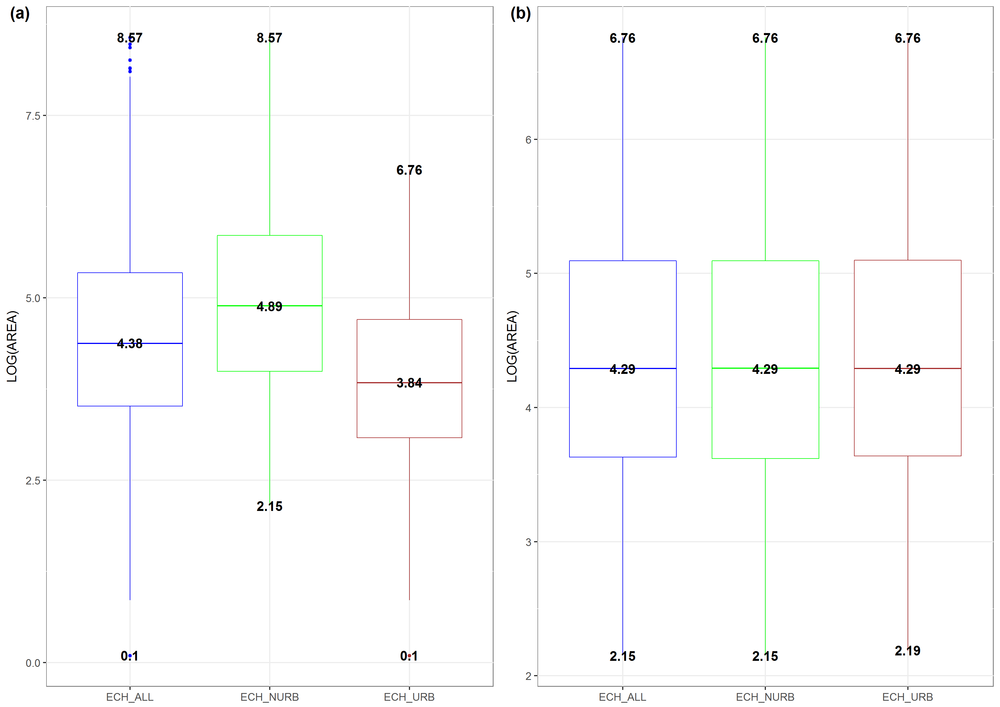 (a)
8.57
8.57
6.76
7.5
5.0
2.5
0.0
LOG(AREA)
4.38
4.89
3.84
2.15
0.1
0.1
ECH_ALL
ECH_NURB
ECH_URB
(b)
6.76
6.76
6.76
6
5
4
3
2
LOG(AREA)
4.29
4.29
4.29
2.15
2.15
2.19
ECH_ALL
ECH_NURB
ECH_URB